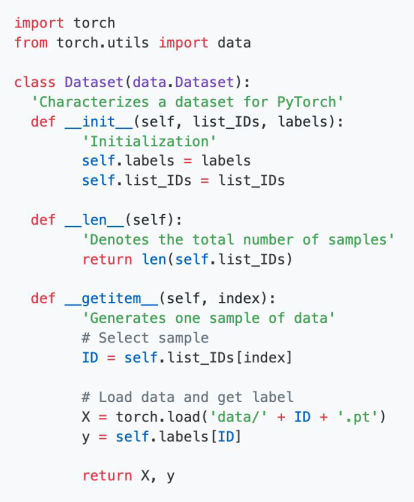 import torch
from torch.utils import data

class Dataset(data.Dataset):
  'Characterizes a dataset for PyTorch'
  def __init__(self, list_IDs, labels):
        'Initialization'
        self.labels = labels
        self.list_IDs = list_IDs

  def __len__(self):
        'Denotes the total number of samples'
        return len(self.list_IDs)

  def __getitem__(self, index):
        'Generates one sample of data'
        # Select sample
        ID = self.list_IDs[index]

        # Load data and get label
        X = torch.load('data/' + ID + '.pt')
        y = self.labels[ID]

        return X, y